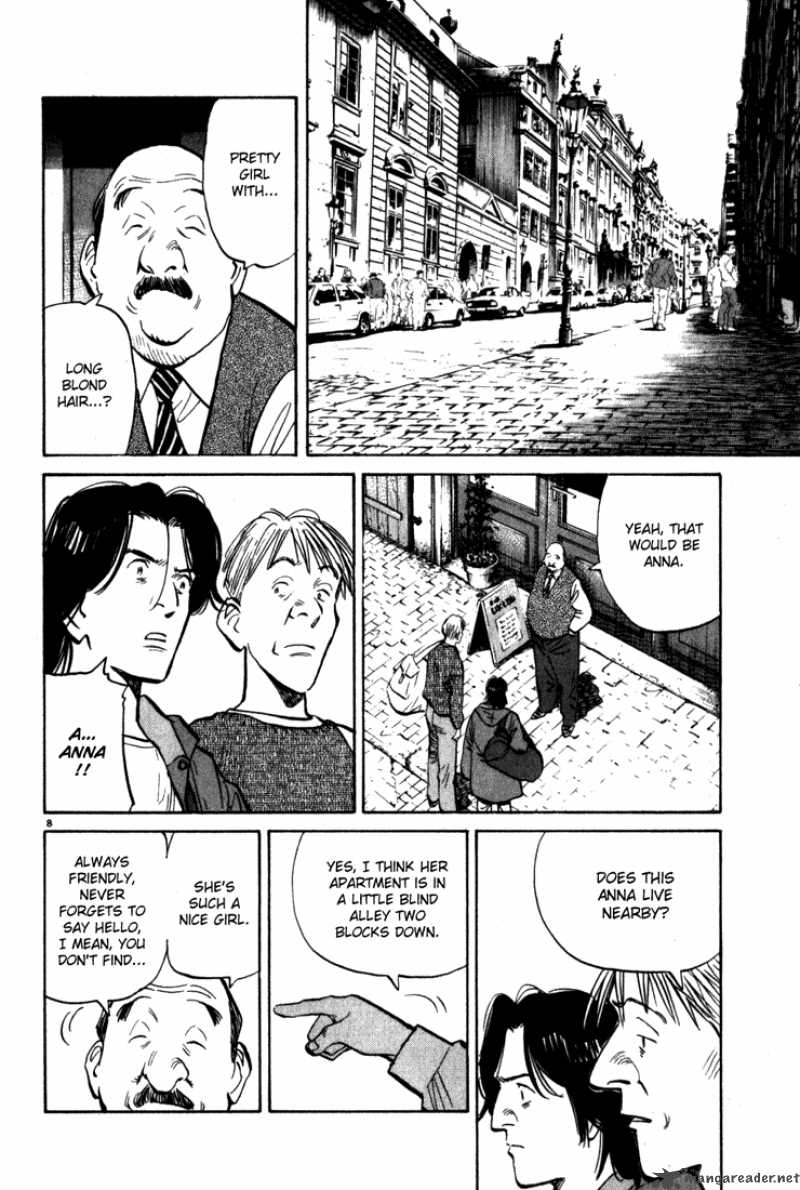 PRETTY
GIRL
WITH...
LONG
BLOND
HAIR...?
YEAH, THAT
WOULD BE
ANNA.
A...
ANNA
!!
DOES THIS
ANNA LIVE
NEARBY?
YES, I THINK HER
APARTMENT IS IN
A LITTLE BLIND
ALLEY TWO
BLOCKS DOWN.
SHE'S
SUCH A
NICE GIRL.
ALWAYS
FRIENDLY,
NEVER
FORGETS TO
SAY HELLO,
I MEAN, YOU
DON'T FIND...
8
mangareader.net